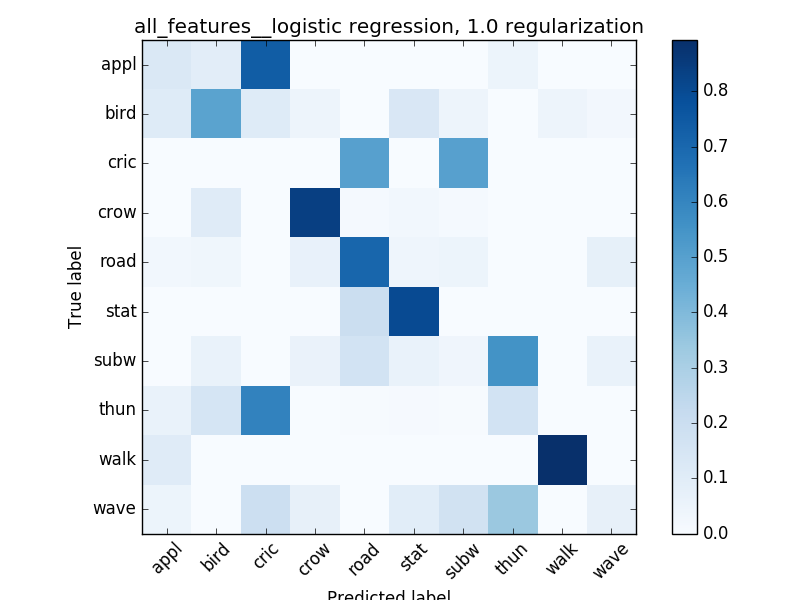 all_features__logistic regression, 1.0 regularization
appl
bird
cric
crow
road
stat
subw
thun
walk
wave
True label
appl bird cric crow road stat subw thun walk wave
Predicted label
0.8
0.7
0.6
0.5
0.4
0.3
0.2
0.1
0.0